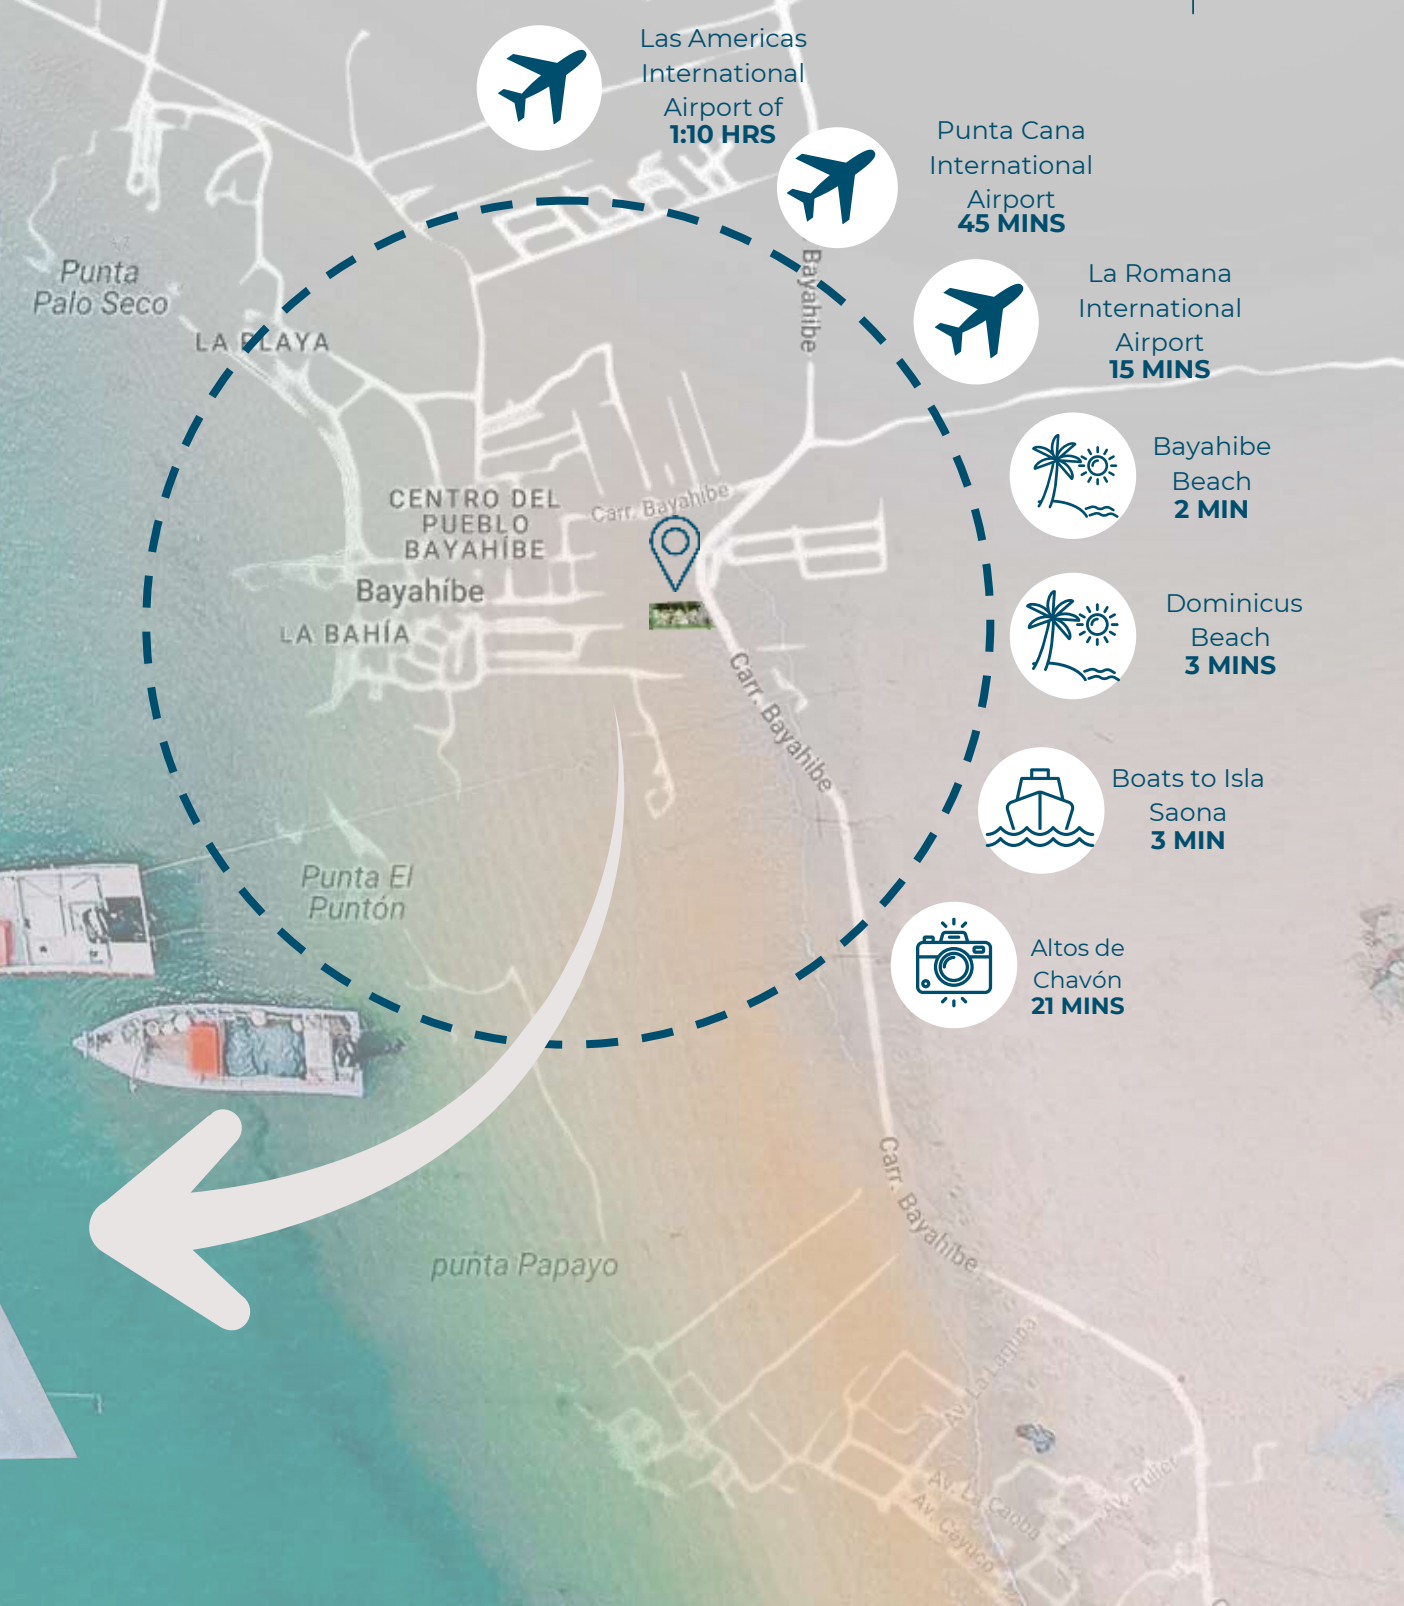 Las Americas
International
Airport of
1:10 HRS
Punta Cana
International
Airport
45 MINS
La Romana
International
Airport
15 MINS
Bayahibe
Beach
2 MIN
Dominicus
Beach
3 MINS
Boats to Isla
Saona
3 MIN
Altos de
Chavón
21 MINS
Punta
Palo Seco
LA PLAYA
Bayahibe
CENTRO DEL
PUEBLO
BAYAHÍBE
Carr. Bayahibe
Bayahíbe
LA BAHÍA
Carr. Bayahibe
Punta El
Puntón
Carr. Bayahibe
punta Papayo
Av. La Laguna
Av. La Caoba
Av. Fulier
Av. Cayuco